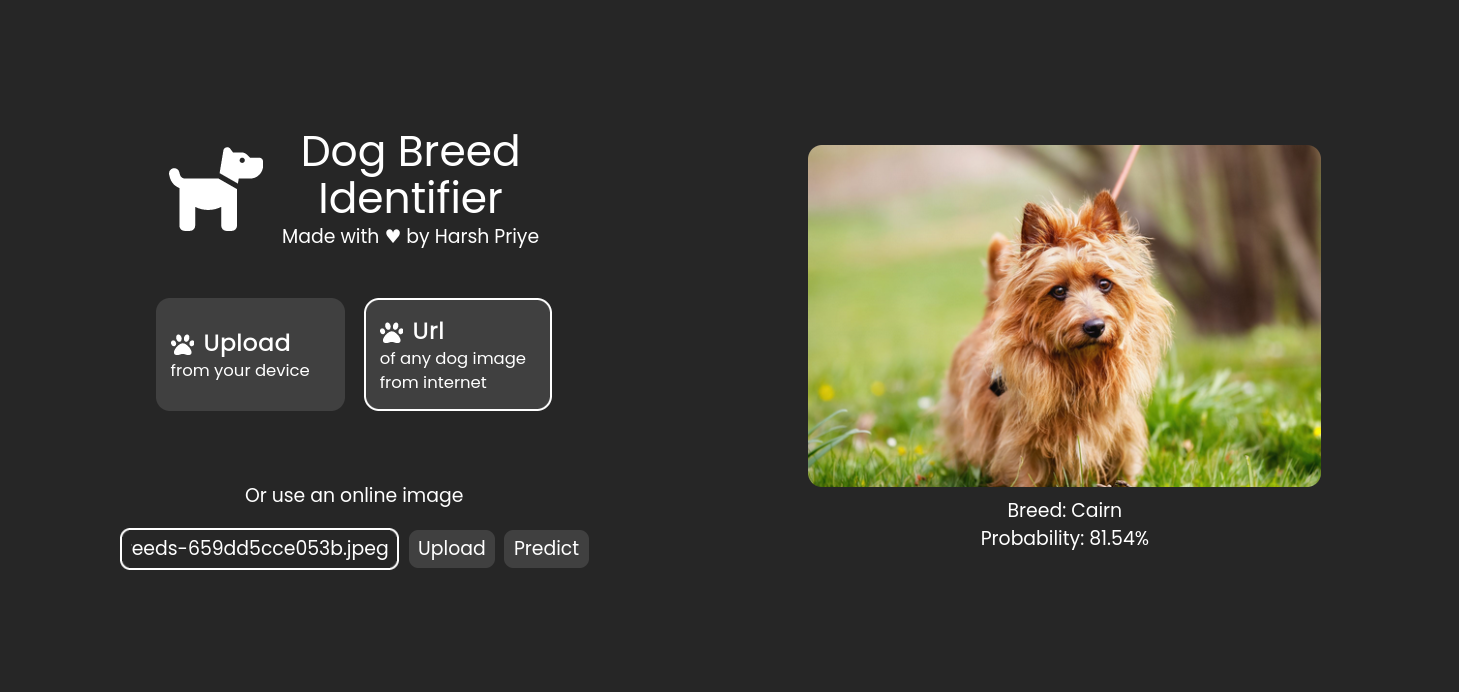 Dog Breed
Identifier
Made with ♥ by Harsh Priye
Upload
from your device
Url
of any dog image
from internet
Or use an online image
eeds-659dd5cce053b.jpeg
Upload
Predict
Breed: Cairn
Probability: 81.54%